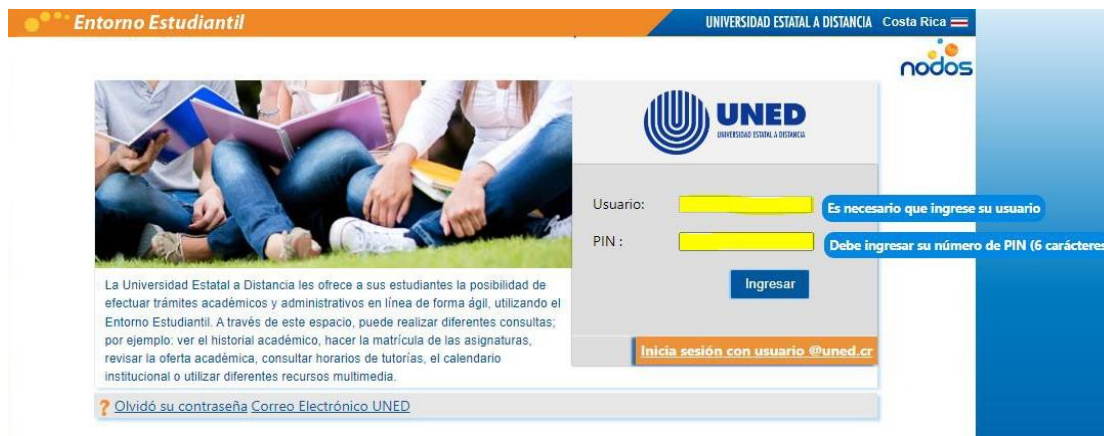 Entorno Estudiantil
UNIVERSIDAD ESTATAL A DISTANCIA Costa Rica
nodos
UNED
UNIVERSIDAD ESTATAL A DISTANCIA
Usuario:
Es necesario que ingrese su usuario
PIN :
Debe ingresar su número de PIN (6 carácteres
Ingresar
Inicia sesión con usuario @uned.cr
La Universidad Estatal a Distancia les ofrece a sus estudiantes la posibilidad de
efectuar trámites académicos y administrativos en línea de forma ágil, utilizando el
Entorno Estudiantil. A través de este espacio, puede realizar diferentes consultas;
por ejemplo: ver el historial académico, hacer la matrícula de las asignaturas,
revisar la oferta académica, consultar horarios de tutorías, el calendario
institucional o utilizar diferentes recursos multimedia.
? Olvidó su contraseña Correo Electrónico UNED